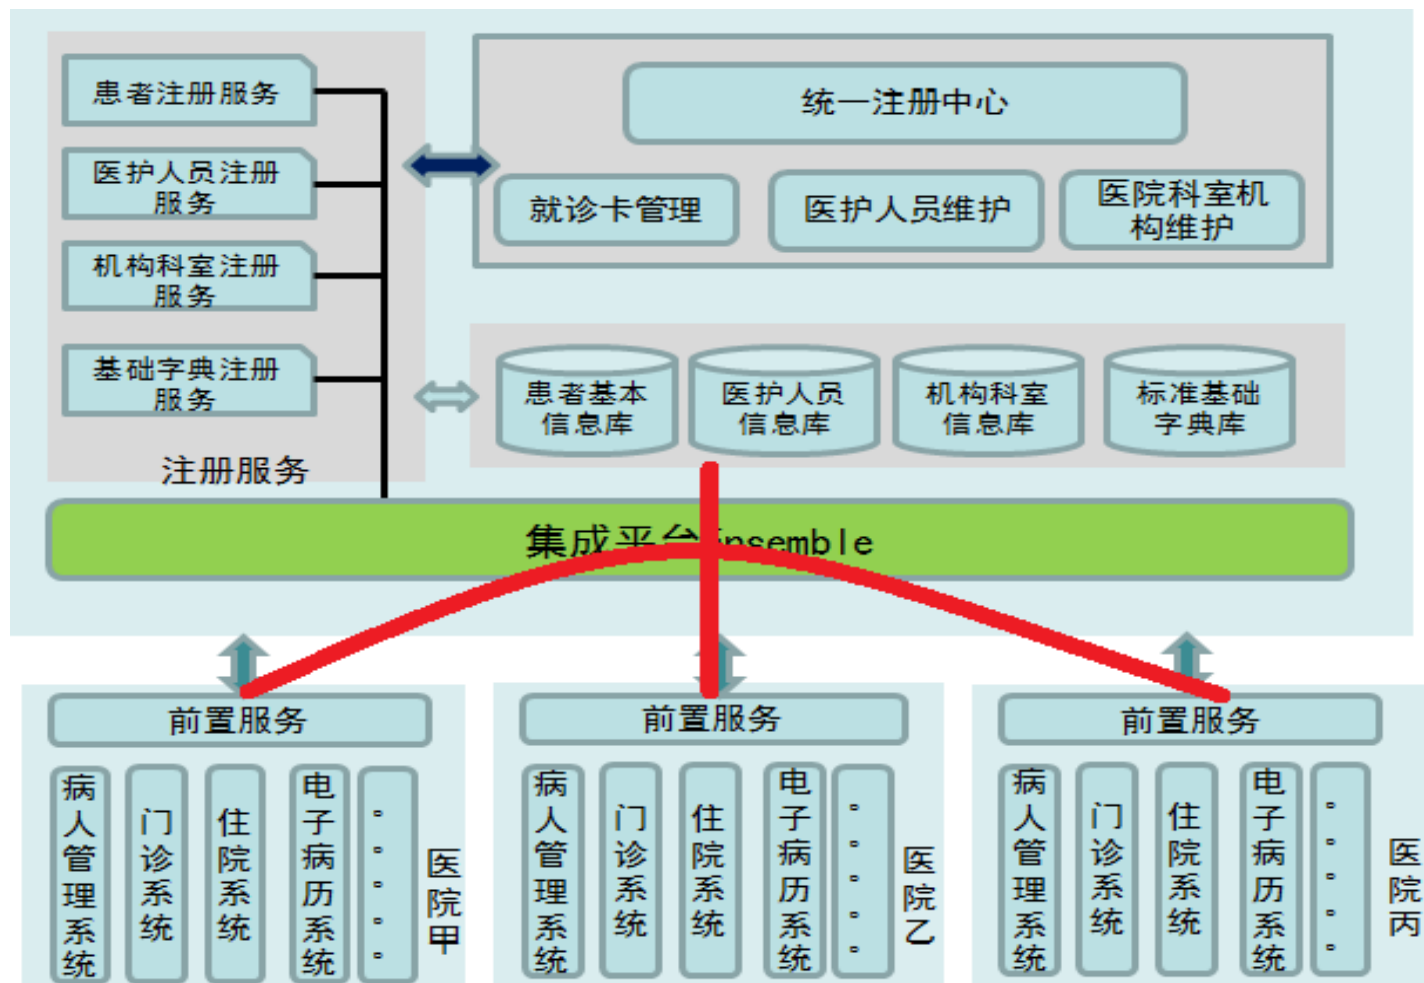 患者注册服务
医护人员注册
服务
机构科室注册
服务
基础字典注册
服务
注册服务
统一注册中心
就诊卡管理
医护人员维护
医院科室机
构维护
患者基本
信息库
医护人员
信息库
机构科室
信息库
标准基础
字典库
集成平台Ensemble
前置服务
病人管理系统
门诊系统
住院系统
电子病历系统
。。。。。
医院甲
前置服务
病人管理系统
门诊系统
住院系统
电子病历系统
。。。。。
医院乙
前置服务
病人管理系统
门诊系统
住院系统
电子病历系统
。。。。。
医院丙